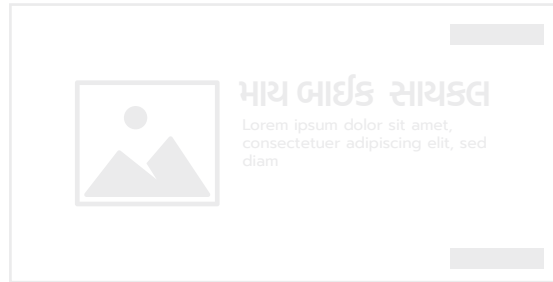 માય બાઈક સાયકલ
Lorem ipsum dolor sit amet,
consectetuer adipiscing elit, sed
diam